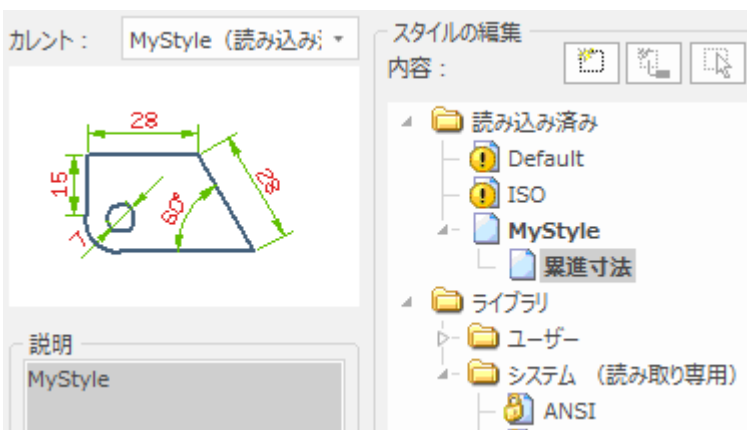 カレント：
MyStyle（読み込み済
28
15
60°
7
説明
MyStyle
スタイルの編集
内容：
読み込み済み
Default
ISO
MyStyle
累進寸法
ライブラリ
ユーザー
システム （読み取り専用）
ANSI